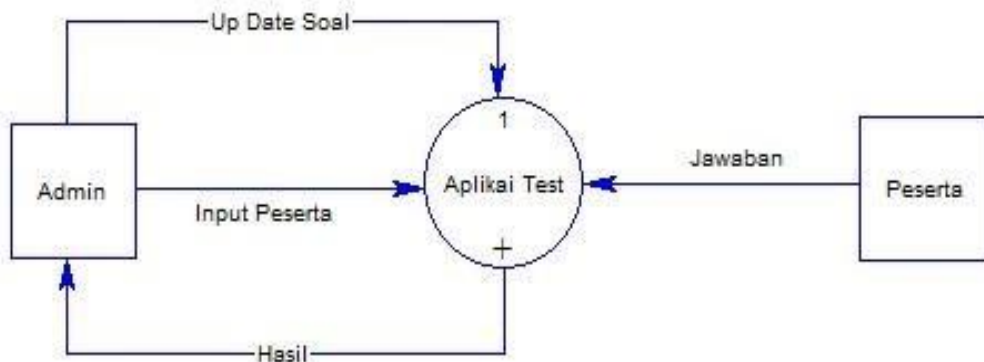 Up Date Soal
1
Admin
Aplikai Test
Jawaban
Peserta
Input Peserta
+
Hasil